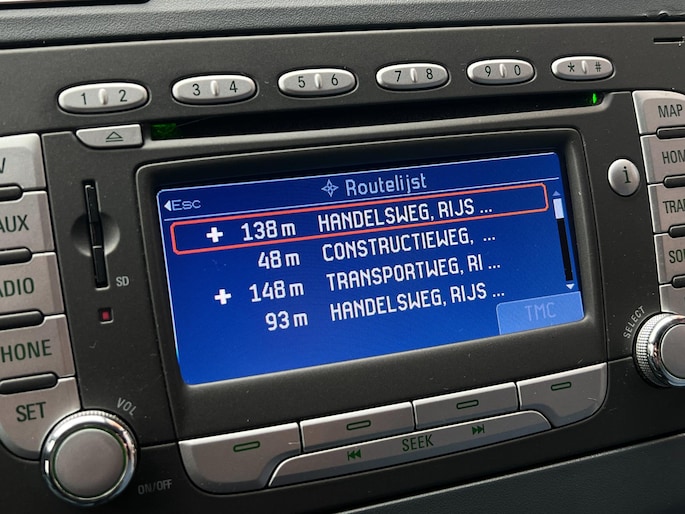 1 2
3 4
5 6
7 8
9 0
* #
MAP
AUX
RADIO
PHONE
SET
SD
Esc
Routelijst
i
+ 138 m HANDELSWEG, RIJS ...
48 m CONSTRUCTIEWEG, ...
+ 148 m TRANSPORTWEG, RI ...
93 m HANDELSWEG, RIJS ...
TMC
SELECT
VOL
ON/OFF
SEEK